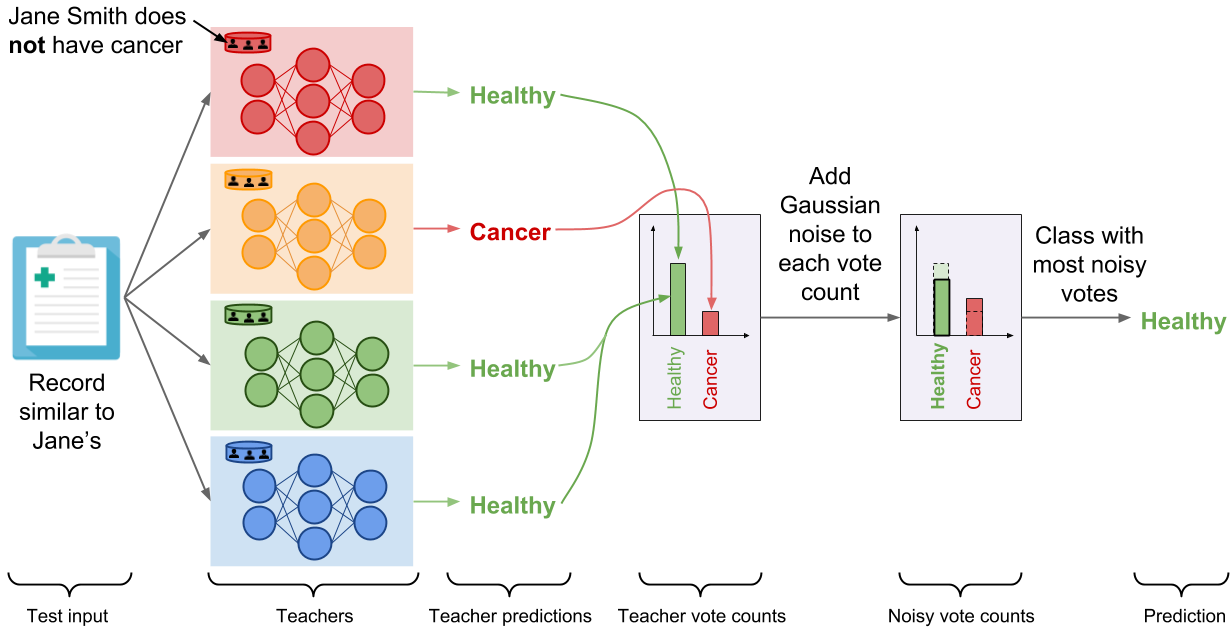 Jane Smith does
not have cancer
Healthy
Cancer
Healthy
Healthy
Record
similar to
Jane’s
Healthy
Cancer
Add
Gaussian
noise to
each vote
count
Healthy
Cancer
Class with
most noisy
votes
Healthy
Test input
Teachers
Teacher predictions
Teacher vote counts
Noisy vote counts
Prediction